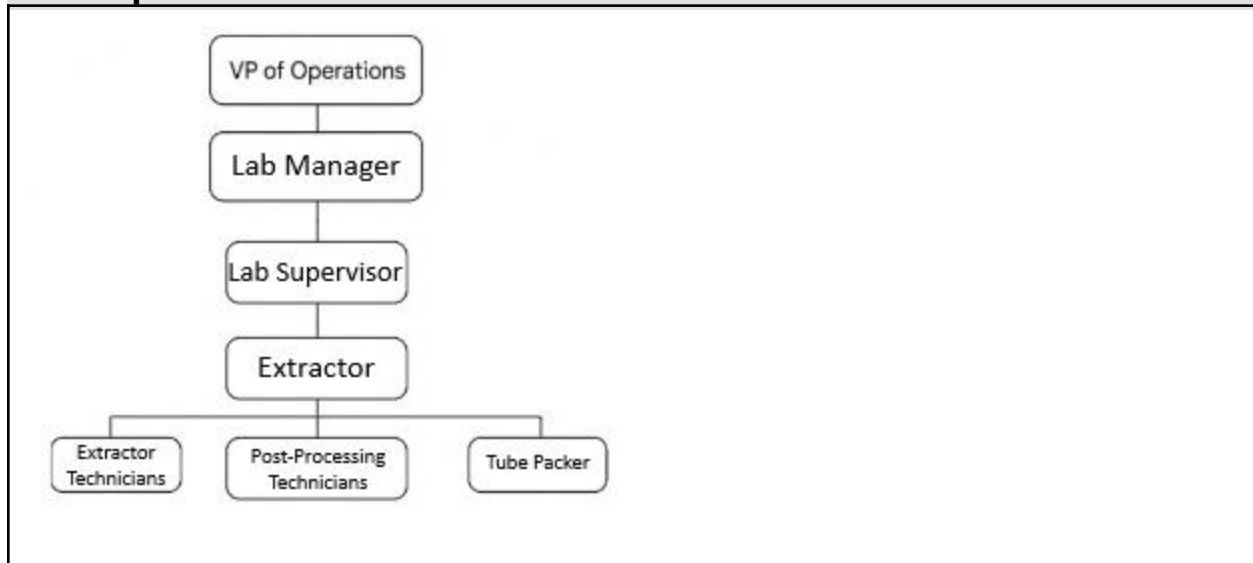 VP of Operations
Lab Manager
Lab Supervisor
Extractor
Extractor
Technicians
Post-Processing
Technicians
Tube Packer